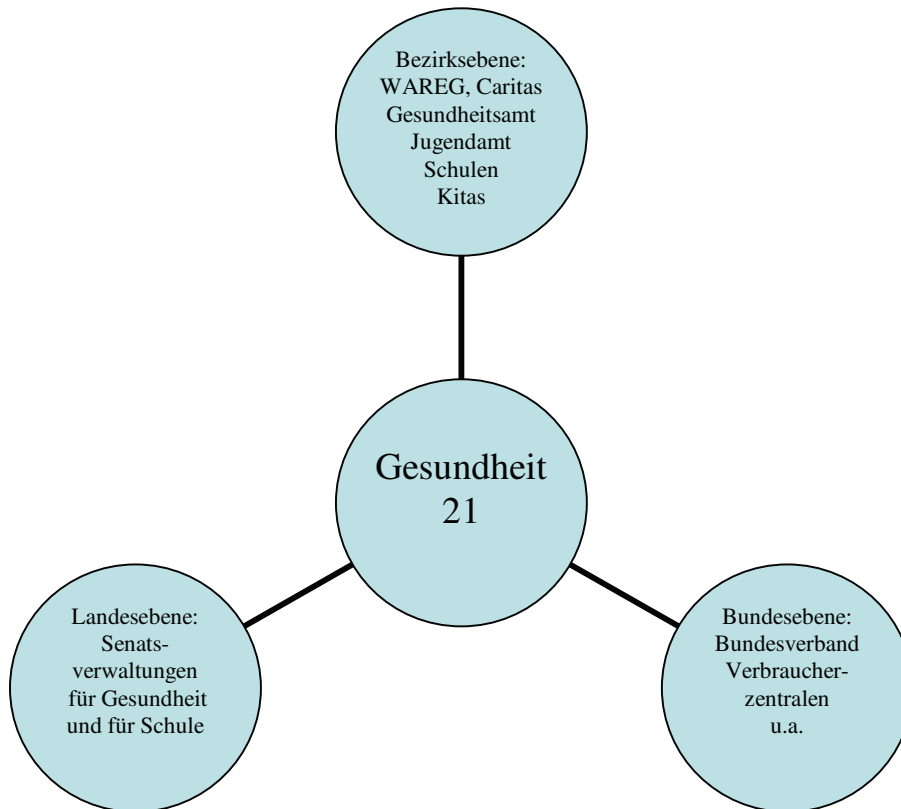 Bezirksebene:
WAREG, Caritas
Gesundheitsamt
Jugendamt
Schulen
Kitas
Gesundheit
21
Landesebene:
Senats-
verwaltungen
für Gesundheit
und für Schule
Bundesebene:
Bundesverband
Verbraucher-
zentralen
u.a.